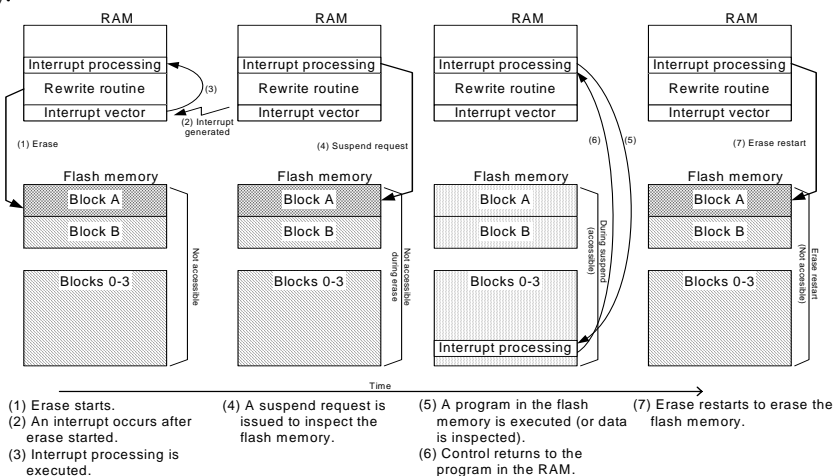 RAM
Interrupt processing
Rewrite routine
Interrupt vector
(3)
(2) Interrupt
generated
(1) Erase
Flash memory
Block A
Block B
Blocks 0-3
Not accessible
RAM
Interrupt processing
Rewrite routine
Interrupt vector
(4) Suspend request
Flash memory
Block A
Block B
Blocks 0-3
Not accessible
during erase
RAM
Interrupt processing
Rewrite routine
Interrupt vector
(6)
(5)
Flash memory
Block A
Block B
Blocks 0-3
Interrupt processing
During suspend
(accessible)
RAM
Interrupt processing
Rewrite routine
Interrupt vector
(7) Erase restart
Flash memory
Block A
Block B
Blocks 0-3
Erase restart
(Not accesible)
Time
(1) Erase starts.
(2) An interrupt occurs after
erase started.
(3) Interrupt processing is
executed.
(4) A suspend request is
issued to inspect the
flash memory.
(5) A program in the flash
memory is executed (or data
is inspected).
(6) Control returns to the
program in the RAM.
(7) Erase restarts to erase the
flash memory.